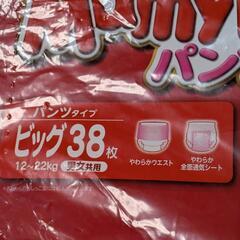 パン
パンツタイプ
ビッグ38枚
12~22kg 男女共用
やわらかウエスト
やわらか
全面通気シート